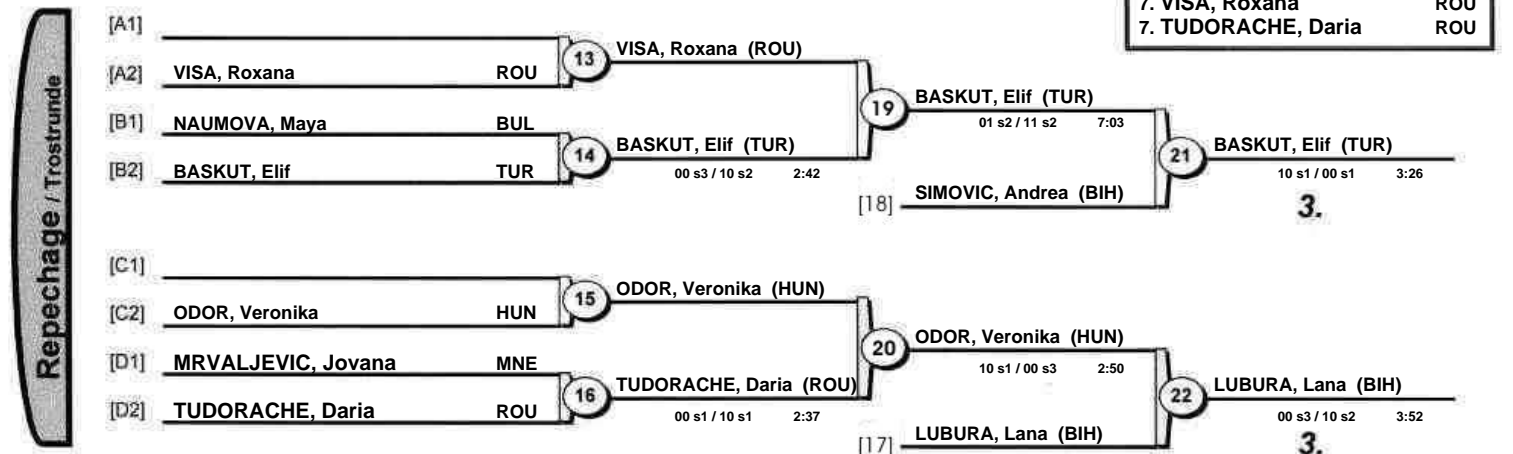 7. VISA, Roxana ROU
7. TUDORACHE, Daria ROU
Repechage / Trostrunde
[A1]
[A2] VISA, Roxana ROU
13 VISA, Roxana (ROU)
[B1] NAUMOVA, Maya BUL
[B2] BASKUT, Elif TUR
14 BASKUT, Elif (TUR)
00 s3 / 10 s2 2:42
19 BASKUT, Elif (TUR)
01 s2 / 11 s2 7:03
[18] SIMOVIC, Andrea (BIH)
21 BASKUT, Elif (TUR)
10 s1 / 00 s1 3:26
3.
[C1]
[C2] ODOR, Veronika HUN
15 ODOR, Veronika (HUN)
[D1] MRVALJEVIC, Jovana MNE
[D2] TUDORACHE, Daria ROU
16 TUDORACHE, Daria (ROU)
00 s1 / 10 s1 2:37
20 ODOR, Veronika (HUN)
10 s1 / 00 s3 2:50
[17] LUBURA, Lana (BIH)
22 LUBURA, Lana (BIH)
00 s3 / 10 s2 3:52
3.